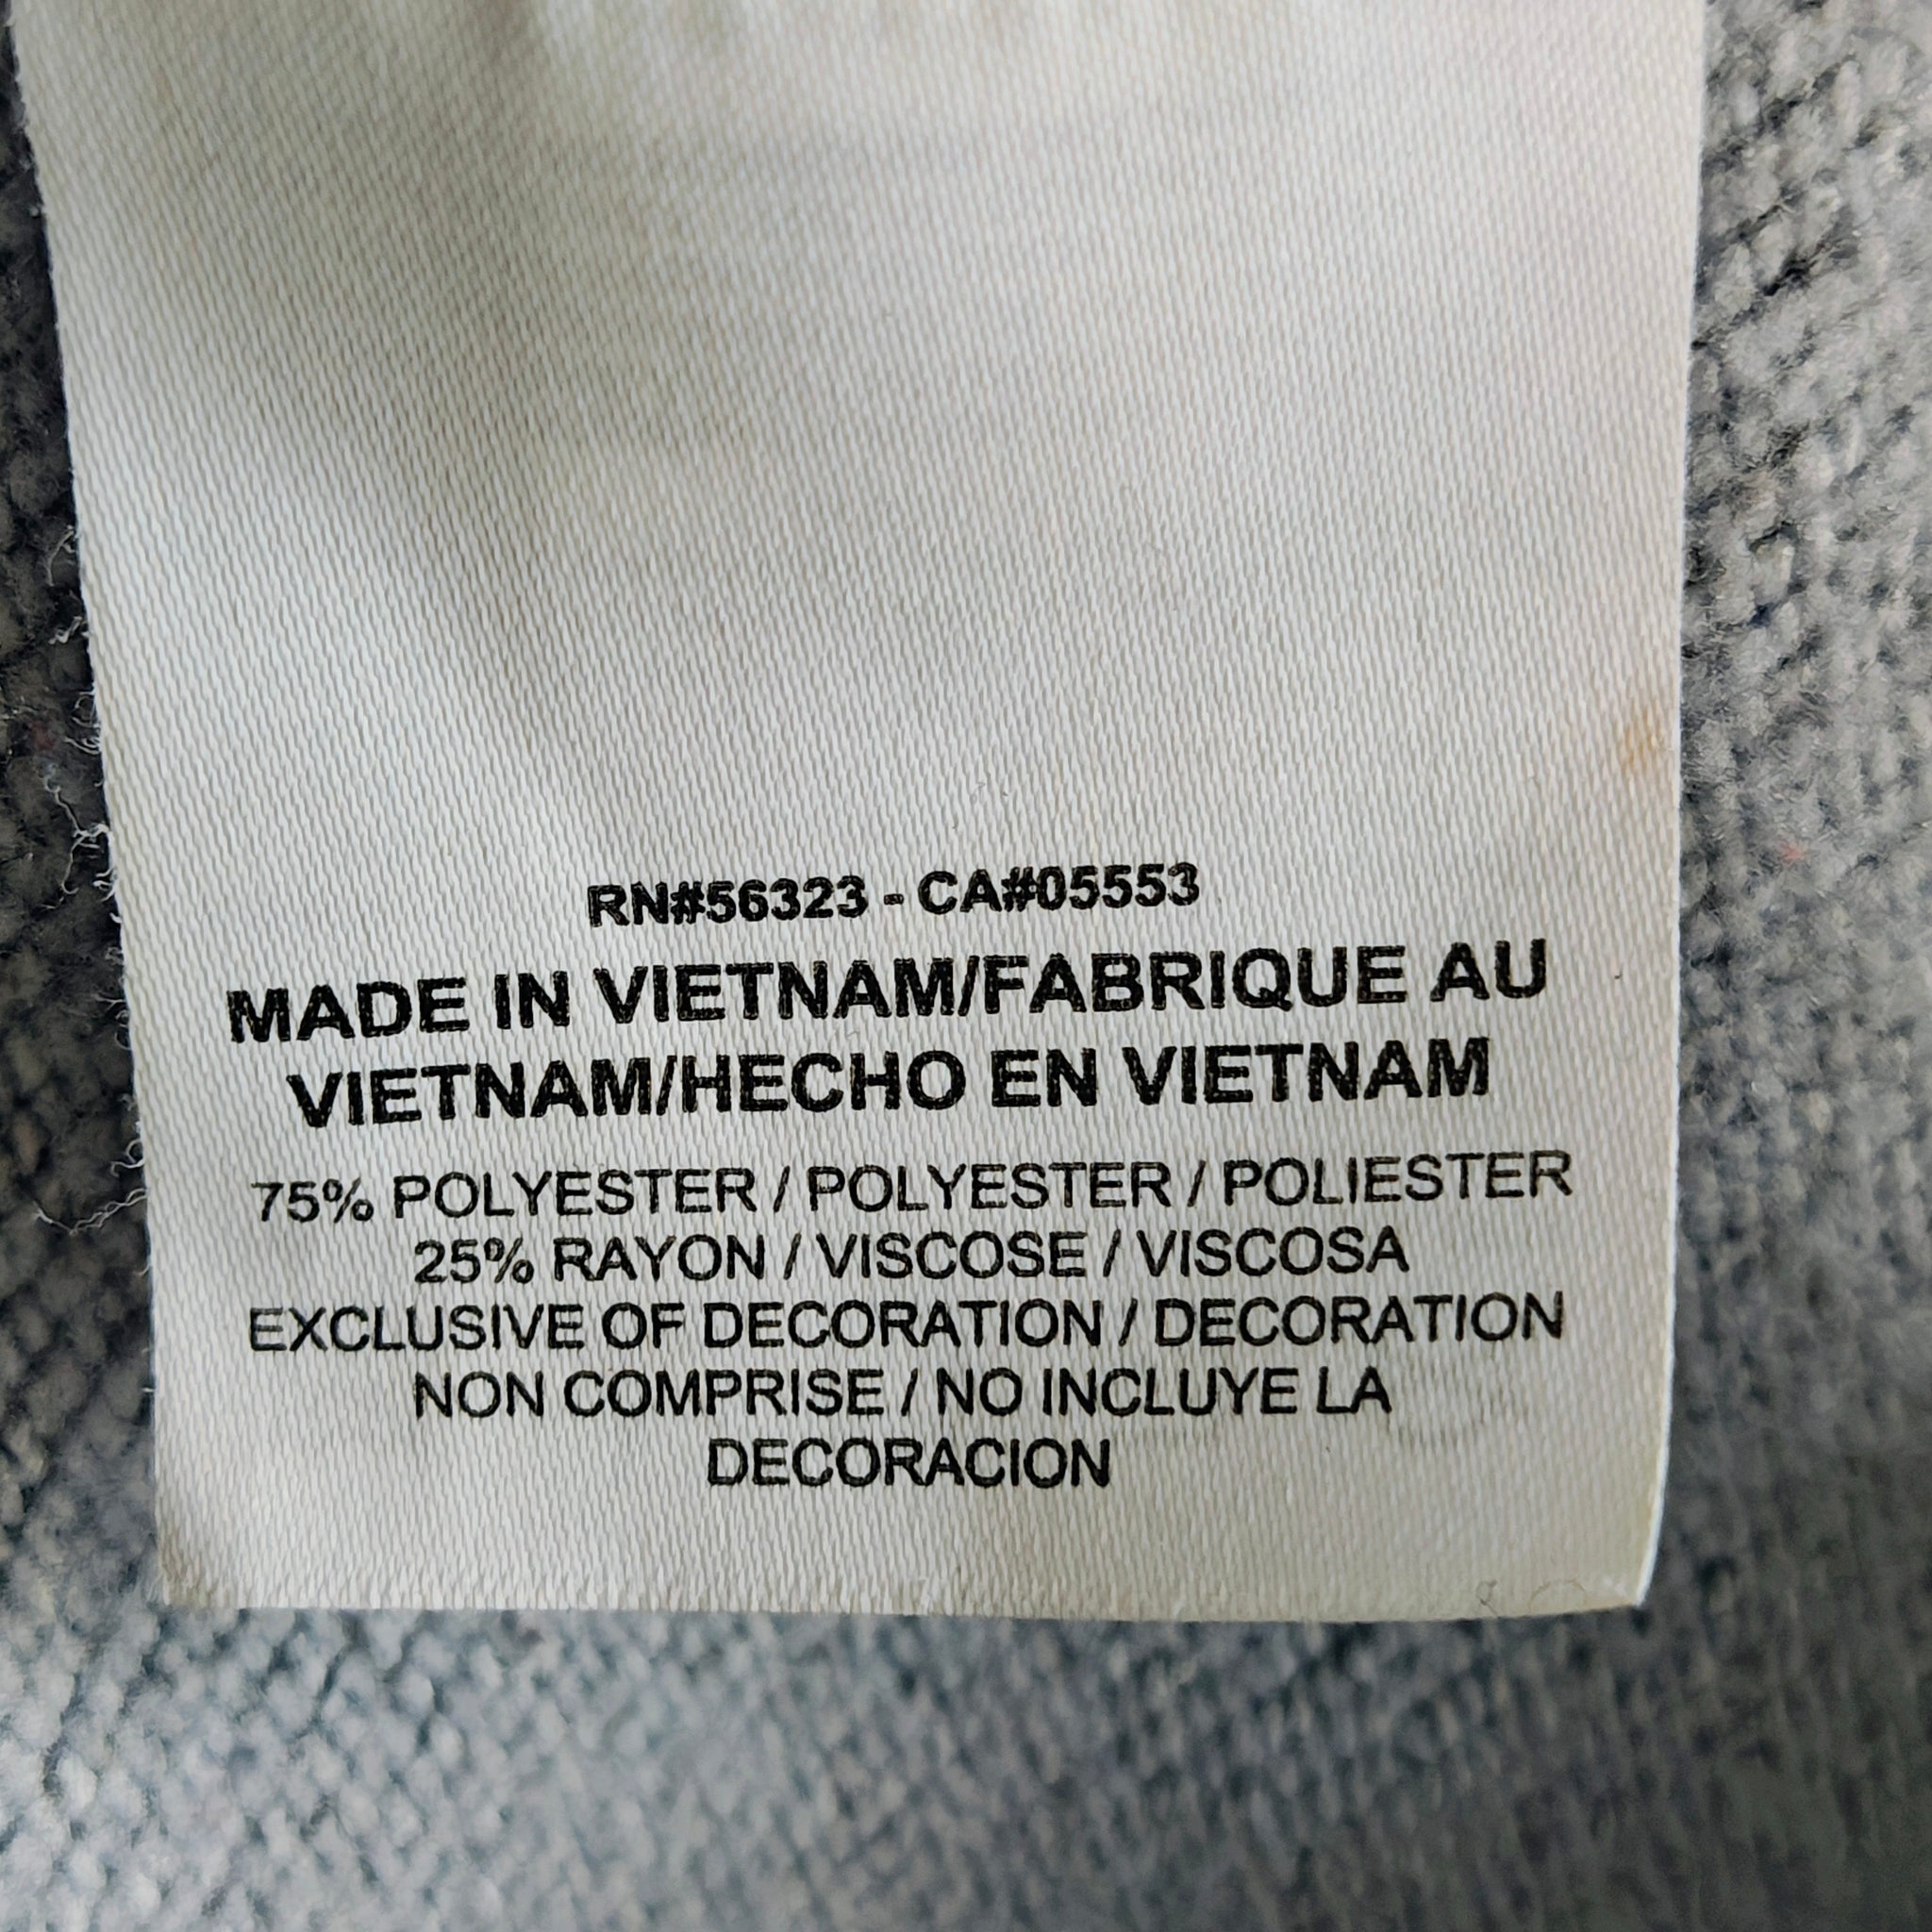 RN#56323 - CA#05553
MADE IN VIETNAM/FABRIQUE AU
VIETNAM/HECHO EN VIETNAM
75% POLYESTER / POLYESTER / POLIESTER
25% RAYON / VISCOSE / VISCOSA
EXCLUSIVE OF DECORATION / DECORATION
NON COMPRISE / NO INCLUYE LA
DECORACION